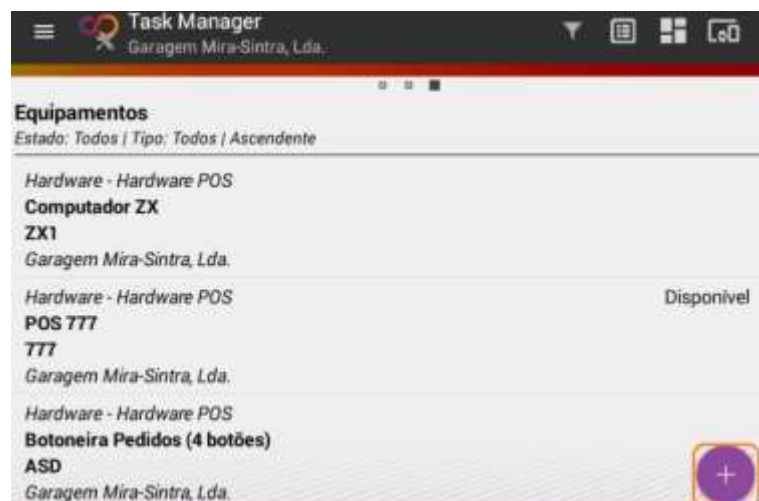 Task Manager
Garagem Mira-Sintra, Lda.
Equipamentos
Estado: Todos | Tipo: Todos | Ascendente
Hardware - Hardware POS
Computador ZX
ZX1
Garagem Mira-Sintra, Lda.
Hardware - Hardware POS
Disponível
POS 777
777
Garagem Mira-Sintra, Lda.
Hardware - Hardware POS
Botoneira Pedidos (4 botões)
ASD
Garagem Mira-Sintra, Lda.